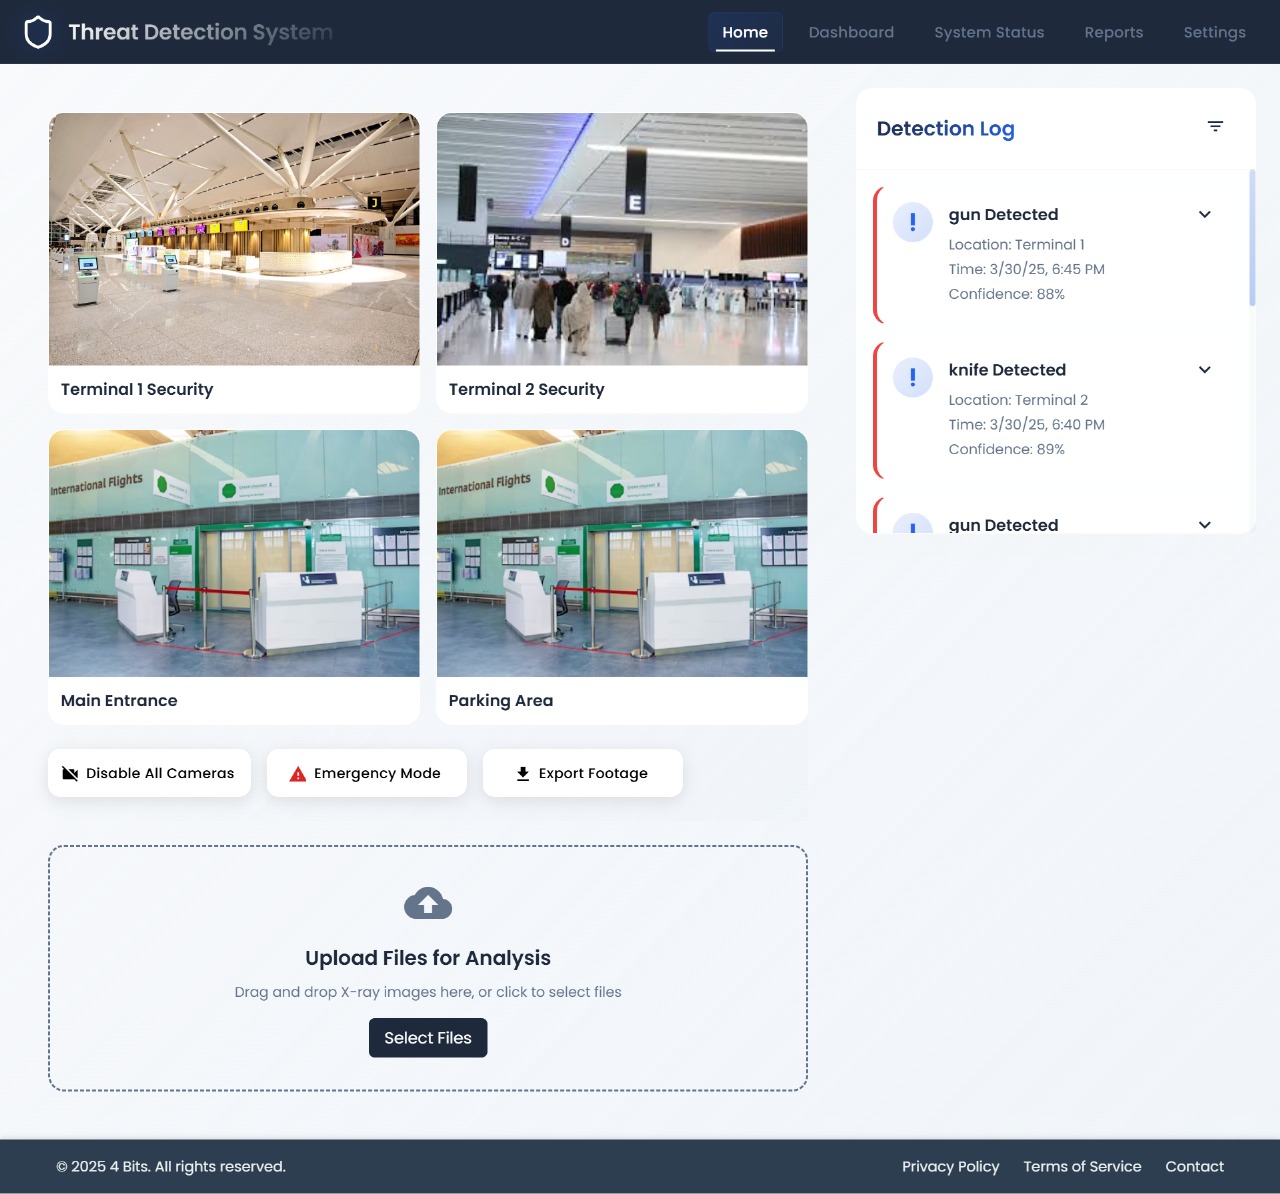 Threat Detection System
Home
Dashboard
System Status
Reports
Settings
J
E
D
Terminal 1 Security
Terminal 2 Security
International Flights
International Flights
Main Entrance
Parking Area
Disable All Cameras
Emergency Mode
Export Footage
Upload Files for Analysis
Drag and drop X-ray images here, or click to select files
Select Files
Detection Log
gun Detected
Location: Terminal 1
Time: 3/30/25, 6:45 PM
Confidence: 88%
knife Detected
Location: Terminal 2
Time: 3/30/25, 6:40 PM
Confidence: 89%
gun Detected
© 2025 4 Bits. All rights reserved.
Privacy Policy
Terms of Service
Contact